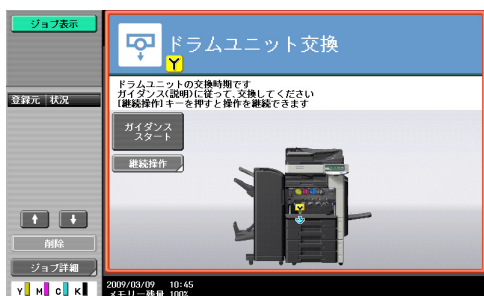 ジョブ表示
ドラムユニット交換
Y
ドラムユニットの交換時期です
ガイダンス(説明)に従って、交換してください
[継続操作]キーを押すと操作を継続できます
登録元 状況
ガイダンス
スタート
継続操作
↑ ↓
削除
ジョブ詳細
Y M C K
2009/03/09 10:45
メモリー残量 100%